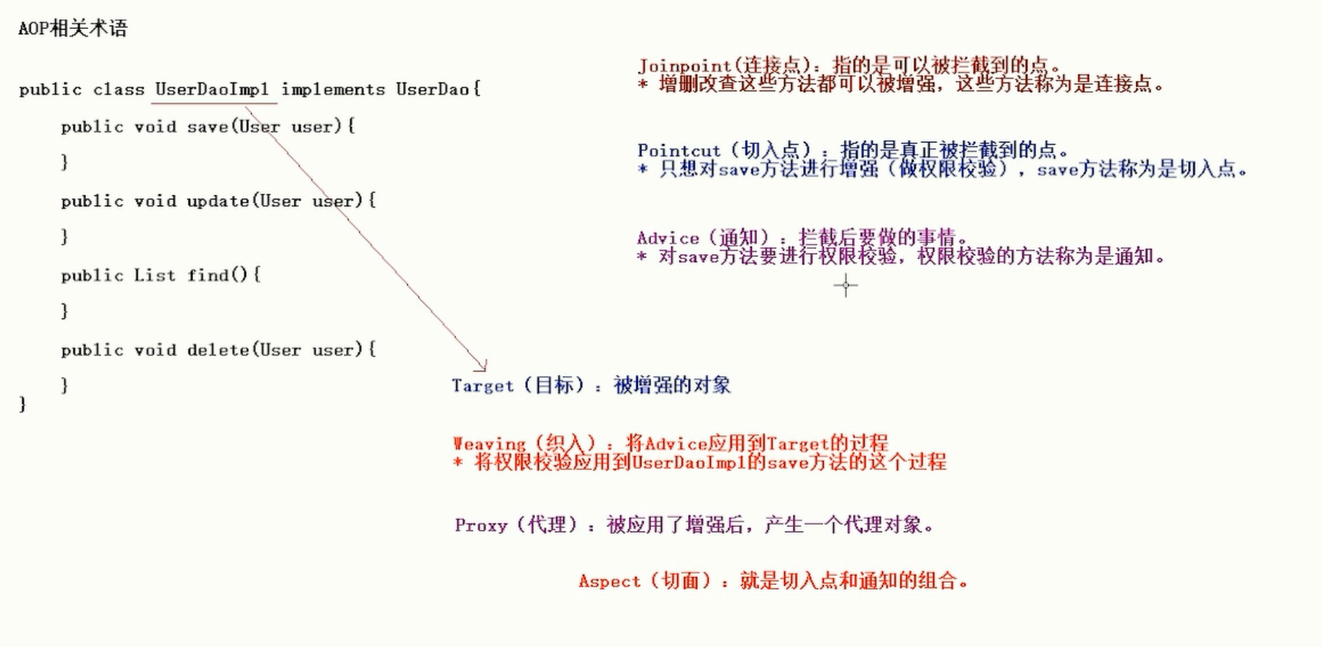 AOP相关术语
public class UserDaoImpl implements UserDao{
public void save(User user){
}
public void update(User user){
}
public List find(){
}
public void delete(User user){
}
}
Joinpoint(连接点)：指的是可以被拦截到的点。
* 增删改查这些方法都可以被增强，这些方法称为是连接点。
Pointcut（切入点）：指的是真正被拦截到的点。
* 只想对save方法进行增强（做权限校验），save方法称为是切入点。
Advice（通知）：拦截后要做的事情。
* 对save方法要进行权限校验，权限校验的方法称为是通知。
Target（目标）：被增强的对象
Weaving（织入）：将Advice应用到Target的过程
* 将权限校验应用到UserDaoImpl的save方法的这个过程
Proxy（代理）：被应用了增强后，产生一个代理对象。
Aspect（切面）：就是切入点和通知的组合。